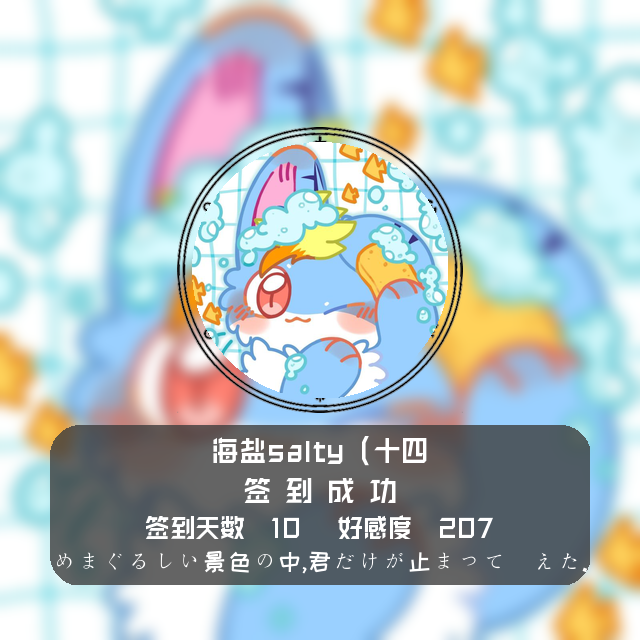 海盐salty（十四
签到成功
签到天数 10 好感度 207
めまぐるしい景色の中,君だけが止まつて えた。